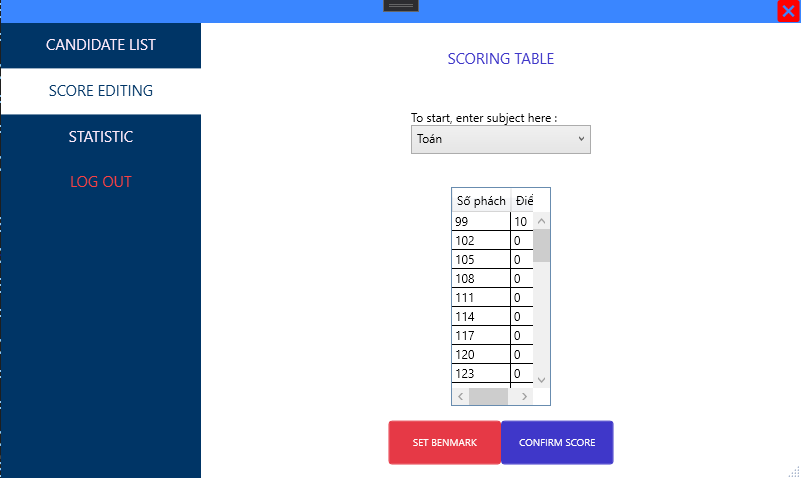 CANDIDATE LIST
SCORE EDITING
STATISTIC
LOG OUT
SCORING TABLE
To start, enter subject here :
Toán
Số phách Điể
99 10
102 0
105 0
108 0
111 0
114 0
117 0
120 0
123 0
SET BENMARK CONFIRM SCORE